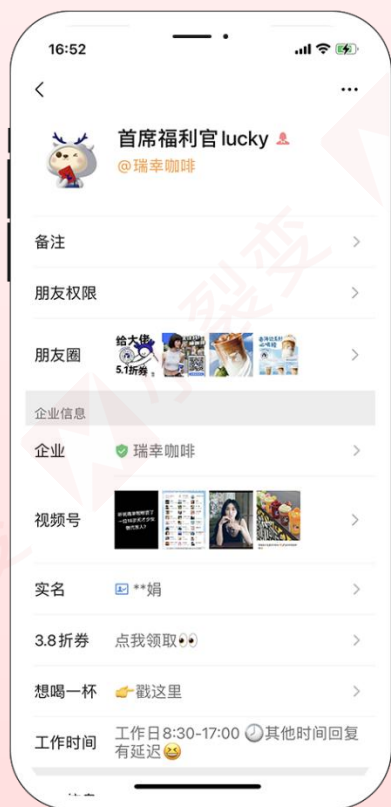 16:52
首席福利官lucky
@瑞幸咖啡
备注
朋友权限
朋友圈
给大佬
5.1折券
企业信息
企业 瑞幸咖啡
视频号
实名 **娟
3.8折券 点我领取👀
想喝一杯 👉戳这里
工作时间 工作日8:30-17:00 🕗其他时间回复
有延迟😆
小裂变